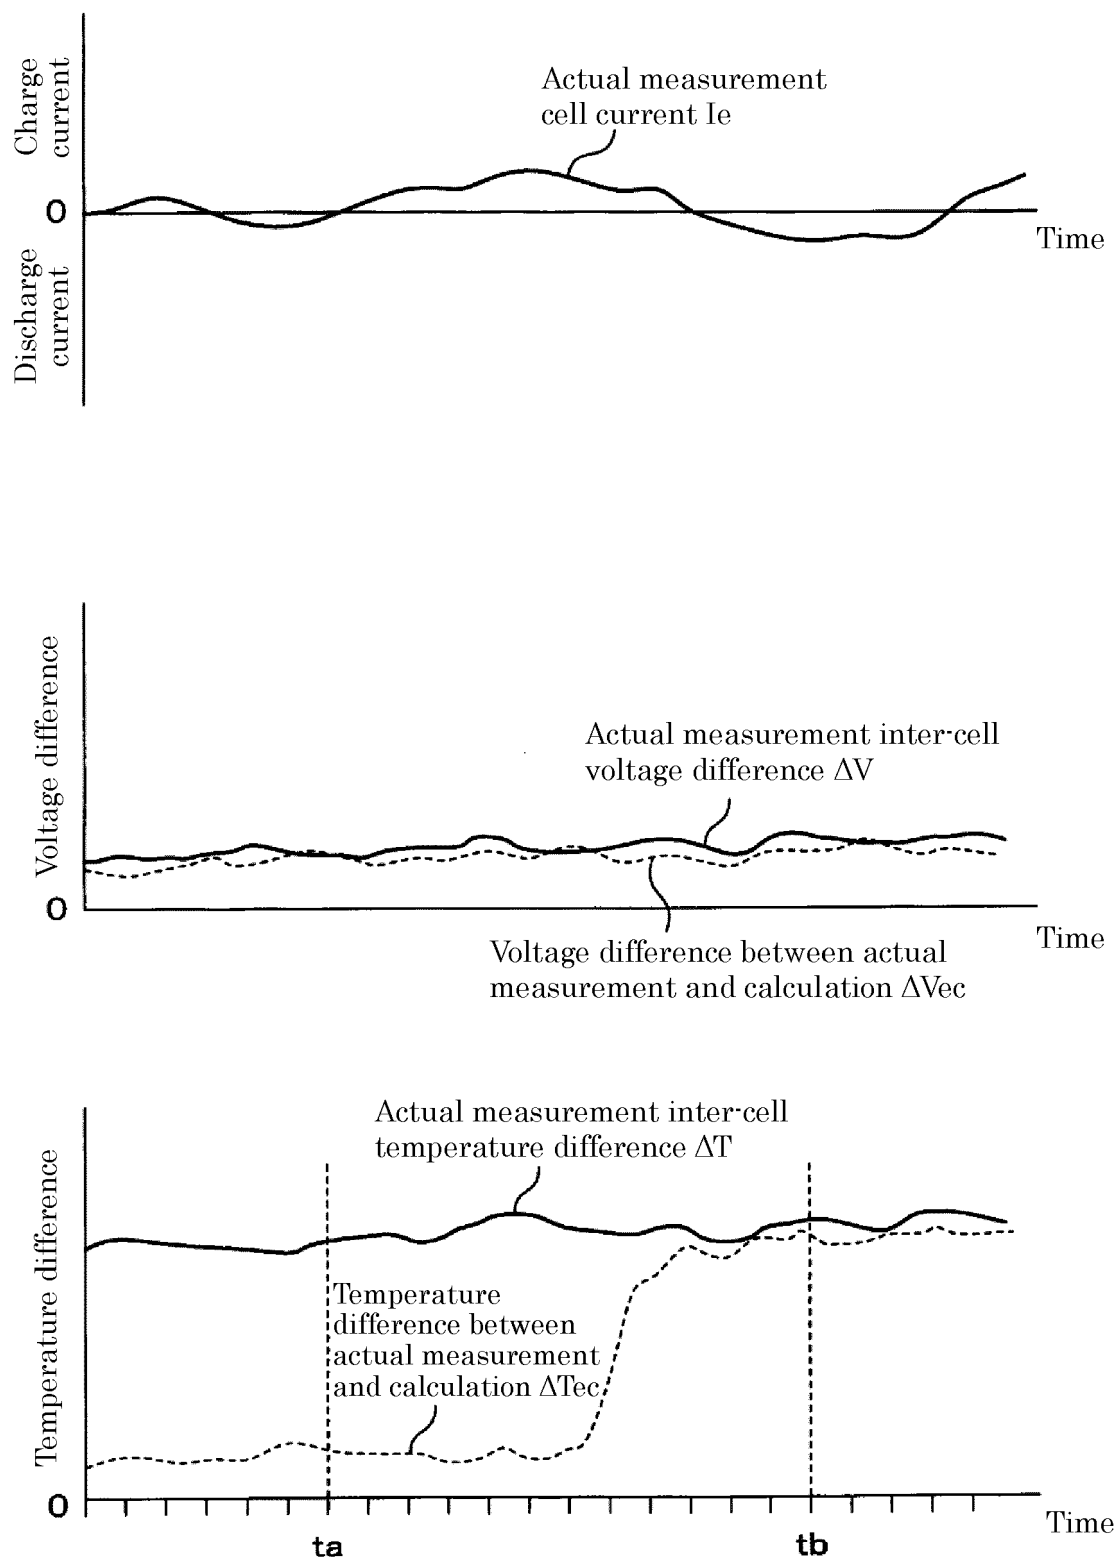 Charge
current
Actual measurement
cell current Ie
0
Time
Discharge
current
Voltage difference
Actual measurement inter-cell
voltage difference ΔV
0
Time
Voltage difference between actual
measurement and calculation ΔVec
Temperature difference
Actual measurement inter-cell
temperature difference ΔT
Temperature
difference between
actual measurement
and calculation ΔTec
0
Time
ta
tb